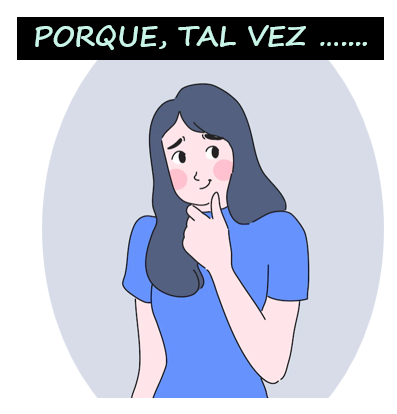 PORQUE, TAL VEZ .......